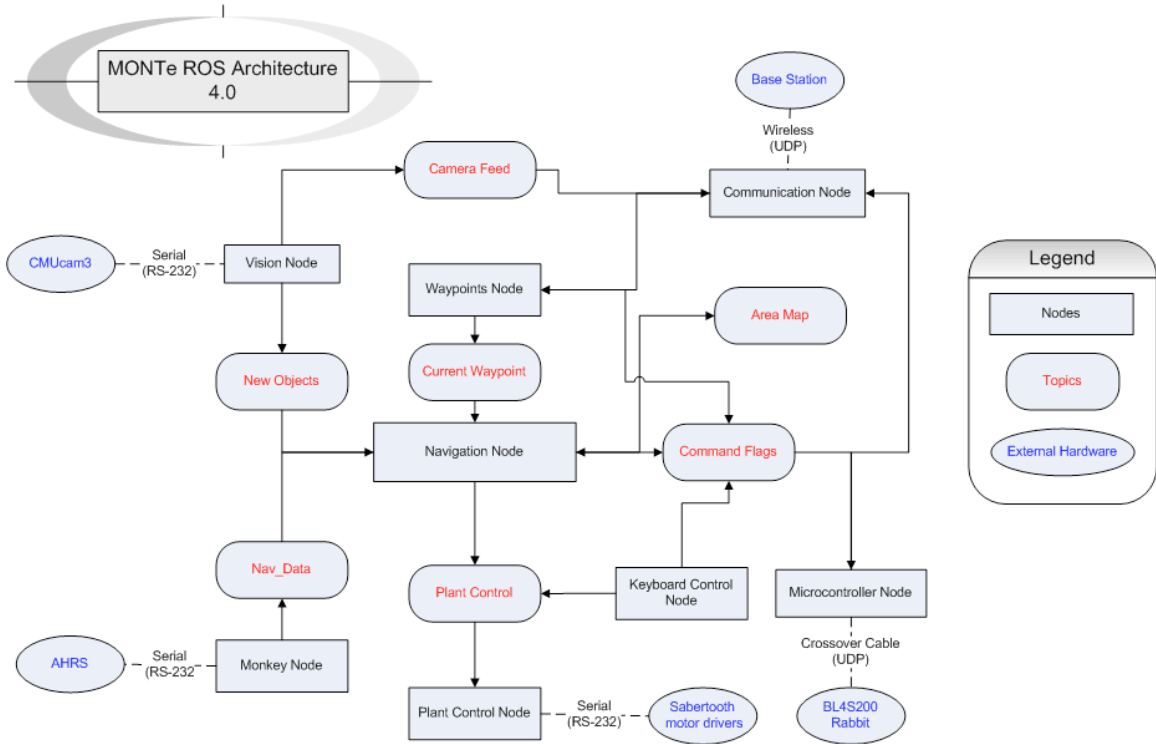 MONTe ROS Architecture
4.0
Base Station
Wireless
(UDP)
Camera Feed
Communication Node
CMUcam3
Serial
(RS-232)
Vision Node
Legend
Waypoints Node
Nodes
Area Map
New Objects
Current Waypoint
Topics
Navigation Node
Command Flags
External Hardware
Nav_Data
Plant Control
Keyboard Control
Node
Microcontroller Node
AHRS
Serial
(RS-232
Monkey Node
Crossover Cable
(UDP)
Plant Control Node
Serial
(RS-232)
Sabertooth
motor drivers
BL4S200
Rabbit